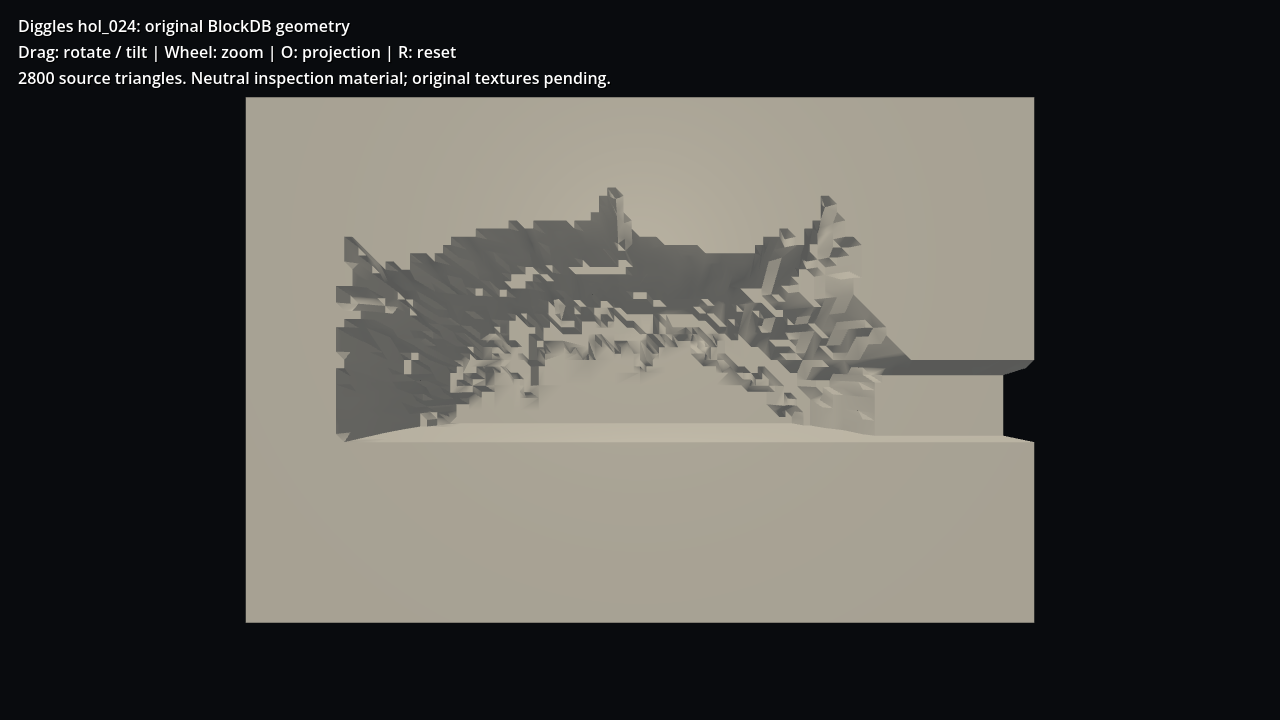 Diggles hol_024: original BlockDB geometry
Drag: rotate / tilt | Wheel: zoom | O: projection | R: reset
2800 source triangles. Neutral inspection material; original textures pending.